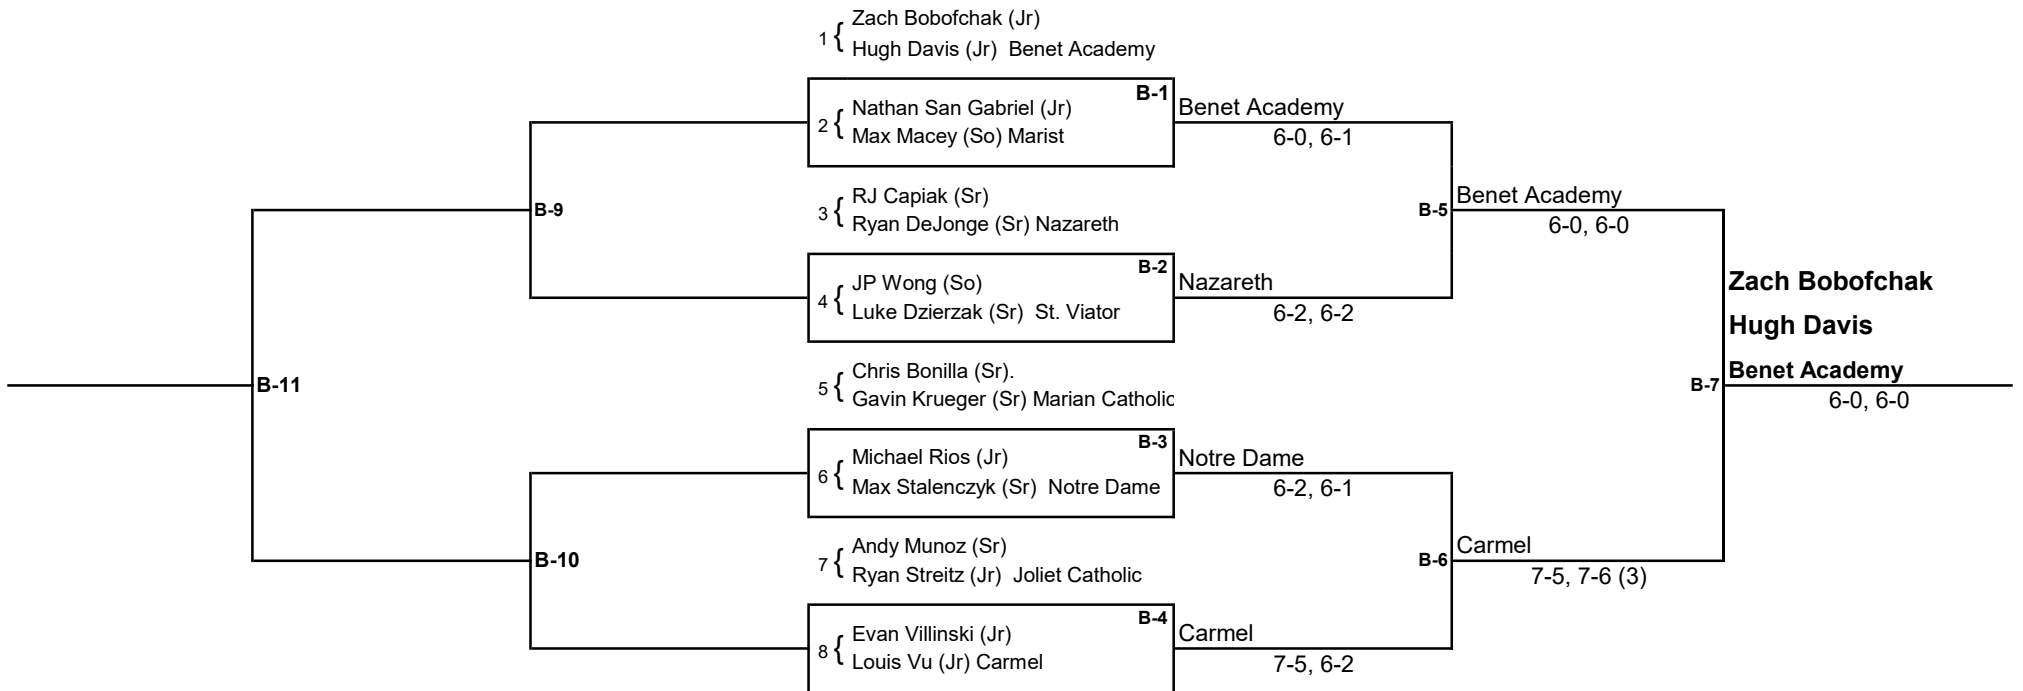 1 { Zach Bobofchak (Jr)
Hugh Davis (Jr)  Benet Academy
B-1
2 { Nathan San Gabriel (Jr)
Max Macey (So) Marist
Benet Academy
6-0, 6-1
3 { RJ Capiak (Sr)
Ryan DeJonge (Sr) Nazareth
B-9
B-5
Benet Academy
6-0, 6-0
B-2
4 { JP Wong (So)
Luke Dzierzak (Sr)  St. Viator
Nazareth
6-2, 6-2
Zach Bobofchak
Hugh Davis
5 { Chris Bonilla (Sr).
Gavin Krueger (Sr) Marian Catholic
B-11
B-7
Benet Academy
6-0, 6-0
B-3
6 { Michael Rios (Jr)
Max Stalenczyk (Sr)  Notre Dame
Notre Dame
6-2, 6-1
7 { Andy Munoz (Sr)
Ryan Streitz (Jr)  Joliet Catholic
B-10
B-6
Carmel
7-5, 7-6 (3)
B-4
8 { Evan Villinski (Jr)
Louis Vu (Jr) Carmel
Carmel
7-5, 6-2